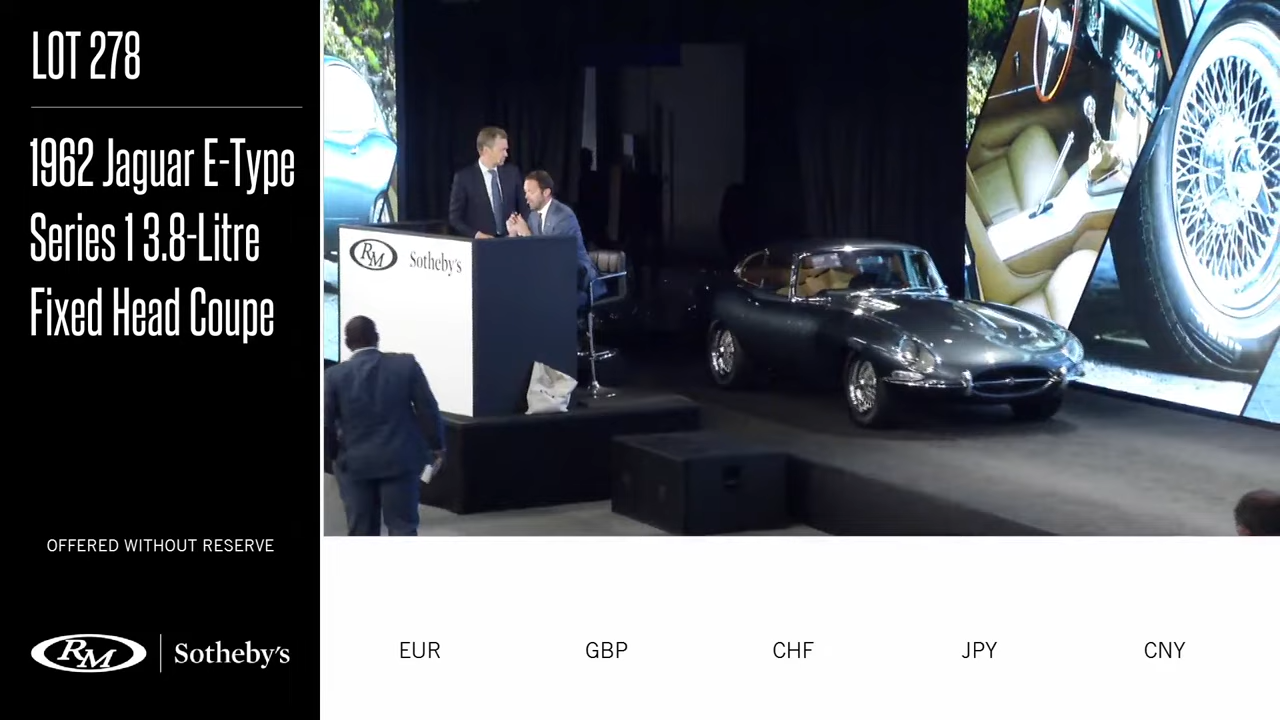 LOT 278
1962 Jaguar E-Type
Series 1 3.8-Litre
Fixed Head Coupe
OFFERED WITHOUT RESERVE
RM Sotheby's
RM Sotheby's
EUR GBP CHF JPY CNY